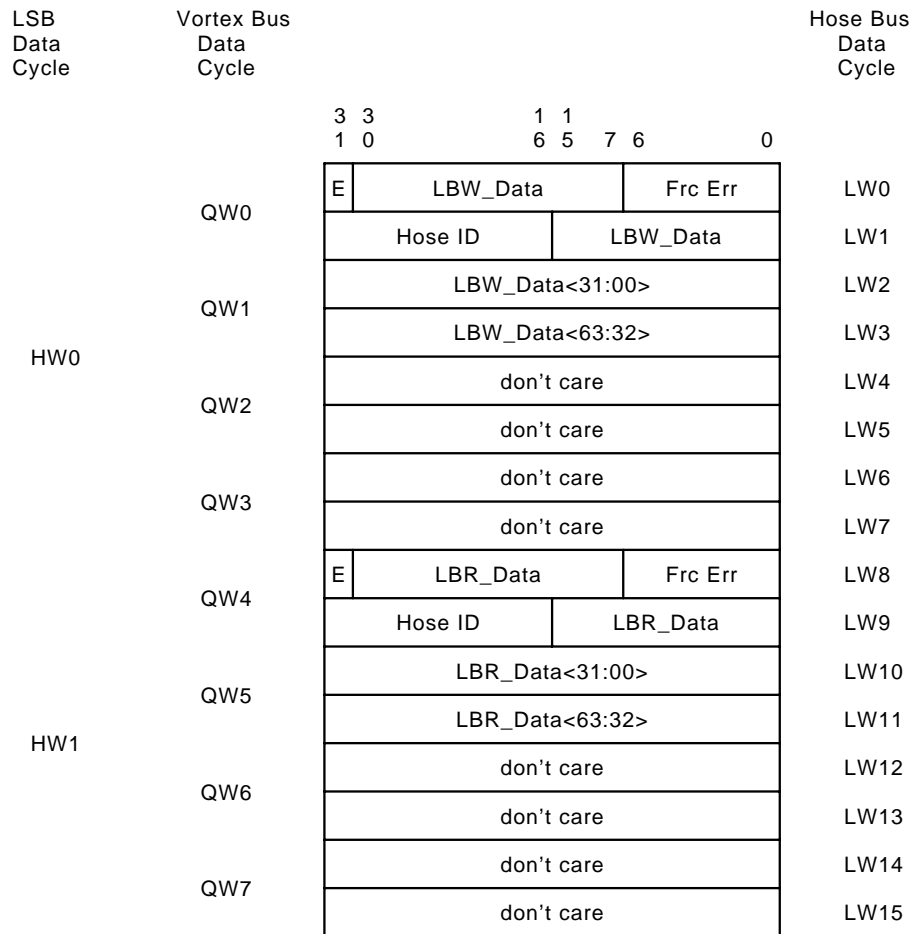 LSB Vortex Bus Hose Bus
Data Data Data
Cycle Cycle Cycle
3 3 1 1
1 0 6 5 7 6 0
E LBW_Data Frc Err LW0
QW0
Hose ID LBW_Data LW1
LBW_Data<31:00> LW2
QW1
LBW_Data<63:32> LW3
HW0
don't care LW4
QW2
don't care LW5
don't care LW6
QW3
don't care LW7
E LBR_Data Frc Err LW8
QW4
Hose ID LBR_Data LW9
LBR_Data<31:00> LW10
QW5
LBR_Data<63:32> LW11
HW1
don't care LW12
QW6
don't care LW13
don't care LW14
QW7
don't care LW15